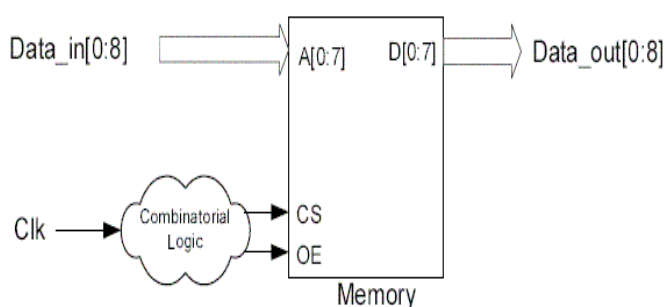 Data_in[0:8]
A[0:7]
D[0:7]
Data_out[0:8]
Clk
Combinatorial
Logic
CS
OE
Memory